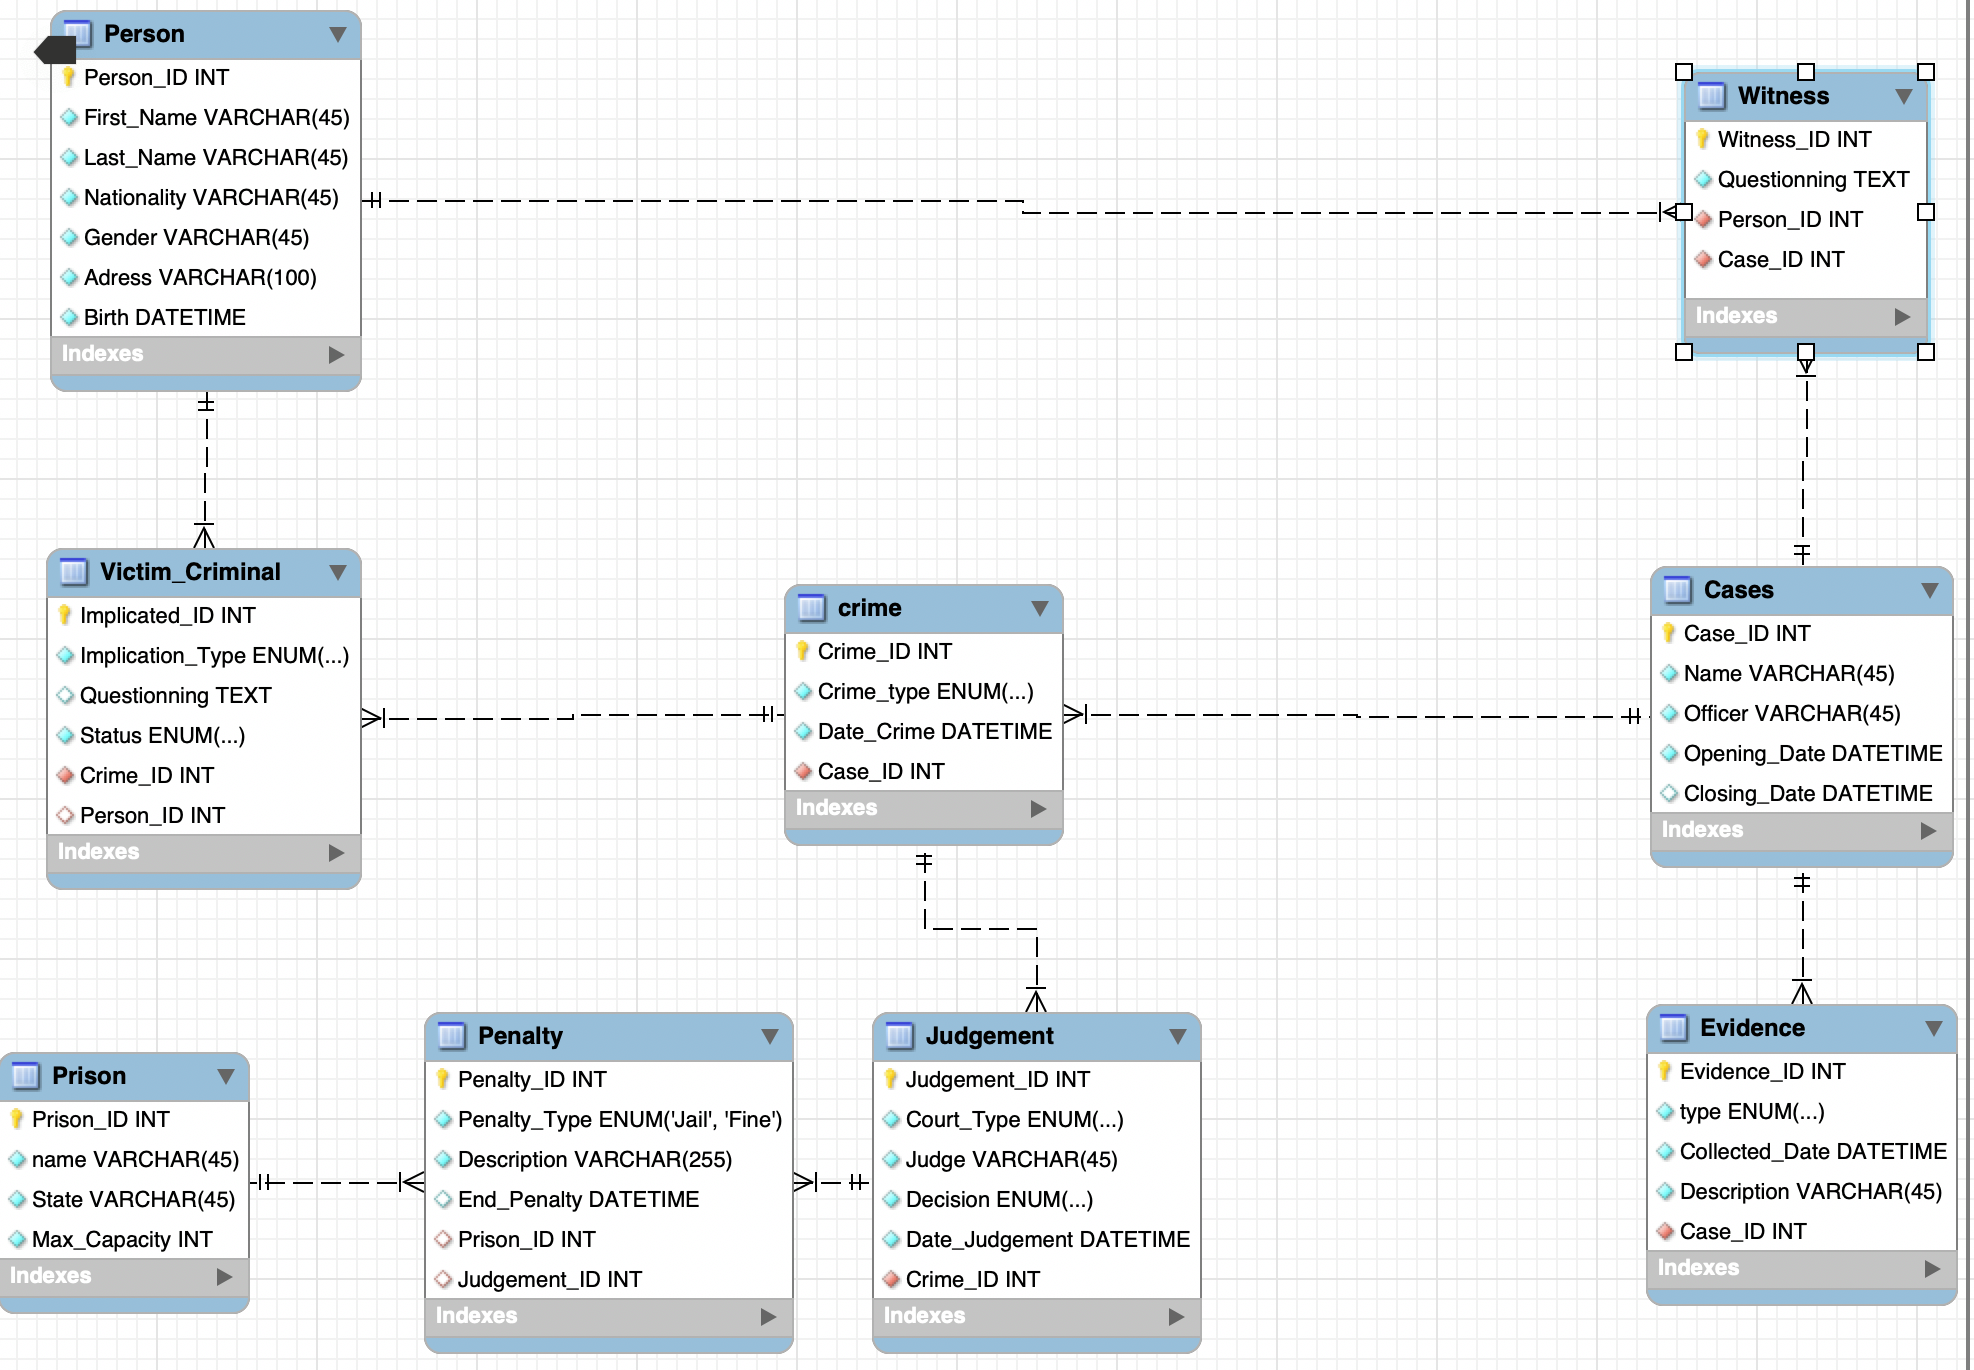 Person
Person_ID INT
First_Name VARCHAR(45)
Last_Name VARCHAR(45)
Nationality VARCHAR(45)
Gender VARCHAR(45)
Adress VARCHAR(100)
Birth DATETIME
Indexes
Witness
Witness_ID INT
Questionning TEXT
Person_ID INT
Case_ID INT
Indexes
Victim_Criminal
Implicated_ID INT
Implication_Type ENUM(...)
Questionning TEXT
Status ENUM(...)
Crime_ID INT
Person_ID INT
Indexes
crime
Crime_ID INT
Crime_type ENUM(...)
Date_Crime DATETIME
Case_ID INT
Indexes
Cases
Case_ID INT
Name VARCHAR(45)
Officer VARCHAR(45)
Opening_Date DATETIME
Closing_Date DATETIME
Indexes
Prison
Prison_ID INT
name VARCHAR(45)
State VARCHAR(45)
Max_Capacity INT
Indexes
Penalty
Penalty_ID INT
Penalty_Type ENUM('Jail', 'Fine')
Description VARCHAR(255)
End_Penalty DATETIME
Prison_ID INT
Judgement_ID INT
Indexes
Judgement
Judgement_ID INT
Court_Type ENUM(...)
Judge VARCHAR(45)
Decision ENUM(...)
Date_Judgement DATETIME
Crime_ID INT
Indexes
Evidence
Evidence_ID INT
type ENUM(...)
Collected_Date DATETIME
Description VARCHAR(45)
Case_ID INT
Indexes